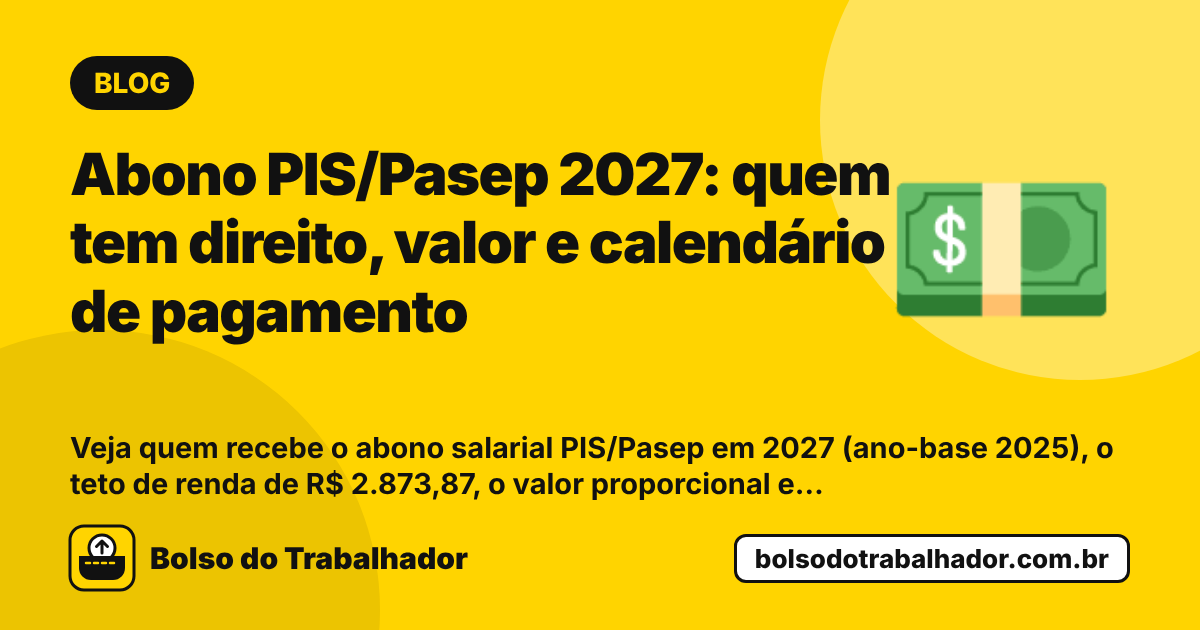 BLOG
Abono PIS/Pasep 2027: quem
tem direito, valor e calendário
de pagamento
$
Veja quem recebe o abono salarial PIS/Pasep em 2027 (ano-base 2025), o
teto de renda de R$ 2.873,87, o valor proporcional e...
Bolso do Trabalhador
bolsodotrabalhador.com.br